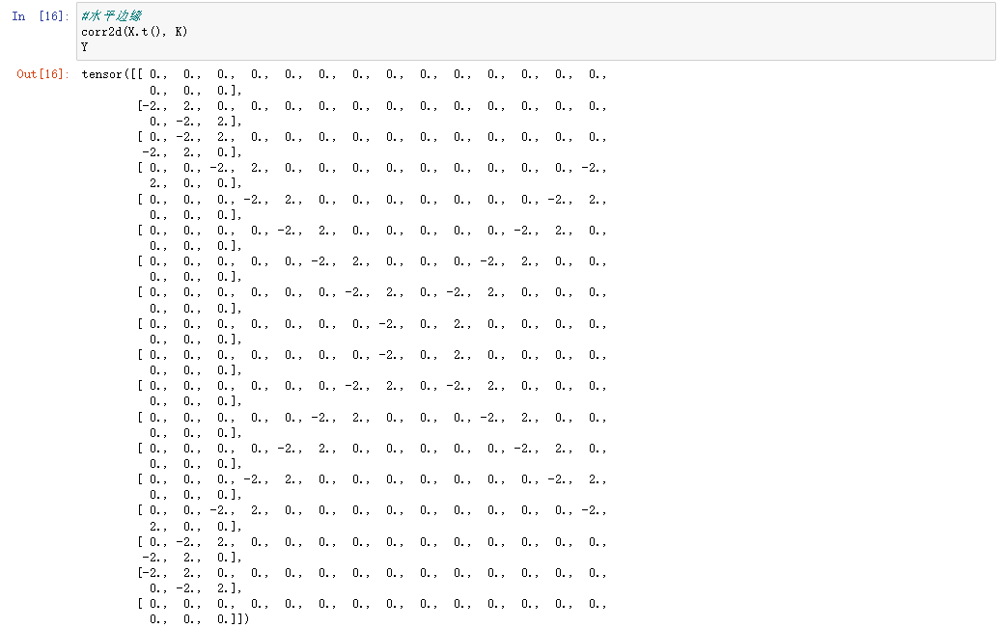 In [16]: #水平边缘
corr2d(X.t(), K)
Y
Out[16]: tensor([[ 0., 0., 0., 0., 0., 0., 0., 0., 0., 0., 0., 0., 0., 0.,
0., 0., 0.],
[-2., 2., 0., 0., 0., 0., 0., 0., 0., 0., 0., 0., 0., 0.,
0., -2., 2.],
[ 0., -2., 2., 0., 0., 0., 0., 0., 0., 0., 0., 0., 0., 0.,
-2., 2., 0.],
[ 0., 0., -2., 2., 0., 0., 0., 0., 0., 0., 0., 0., 0., -2.,
2., 0., 0.],
[ 0., 0., 0., -2., 2., 0., 0., 0., 0., 0., 0., 0., -2., 2.,
0., 0., 0.],
[ 0., 0., 0., 0., -2., 2., 0., 0., 0., 0., 0., -2., 2., 0.,
0., 0., 0.],
[ 0., 0., 0., 0., 0., -2., 2., 0., 0., 0., -2., 2., 0., 0.,
0., 0., 0.],
[ 0., 0., 0., 0., 0., 0., -2., 2., 0., -2., 2., 0., 0., 0.,
0., 0., 0.],
[ 0., 0., 0., 0., 0., 0., 0., -2., 0., 2., 0., 0., 0., 0.,
0., 0., 0.],
[ 0., 0., 0., 0., 0., 0., 0., -2., 0., 2., 0., 0., 0., 0.,
0., 0., 0.],
[ 0., 0., 0., 0., 0., 0., -2., 2., 0., -2., 2., 0., 0., 0.,
0., 0., 0.],
[ 0., 0., 0., 0., 0., -2., 2., 0., 0., 0., -2., 2., 0., 0.,
0., 0., 0.],
[ 0., 0., 0., 0., -2., 2., 0., 0., 0., 0., 0., -2., 2., 0.,
0., 0., 0.],
[ 0., 0., 0., -2., 2., 0., 0., 0., 0., 0., 0., 0., -2., 2.,
0., 0., 0.],
[ 0., 0., -2., 2., 0., 0., 0., 0., 0., 0., 0., 0., 0., -2.,
2., 0., 0.],
[ 0., -2., 2., 0., 0., 0., 0., 0., 0., 0., 0., 0., 0., 0.,
-2., 2., 0.],
[-2., 2., 0., 0., 0., 0., 0., 0., 0., 0., 0., 0., 0., 0.,
0., -2., 2.],
[ 0., 0., 0., 0., 0., 0., 0., 0., 0., 0., 0., 0., 0., 0.,
0., 0., 0.]])